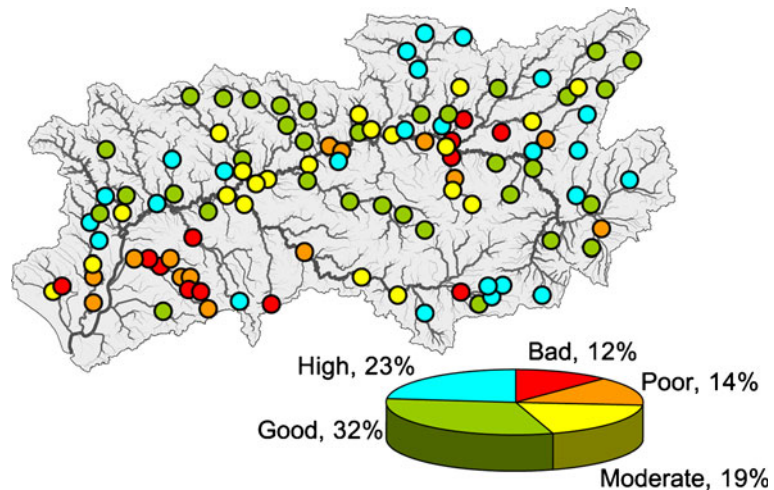 High, 23%
Bad, 12%
Poor, 14%
Good, 32%
Moderate, 19%